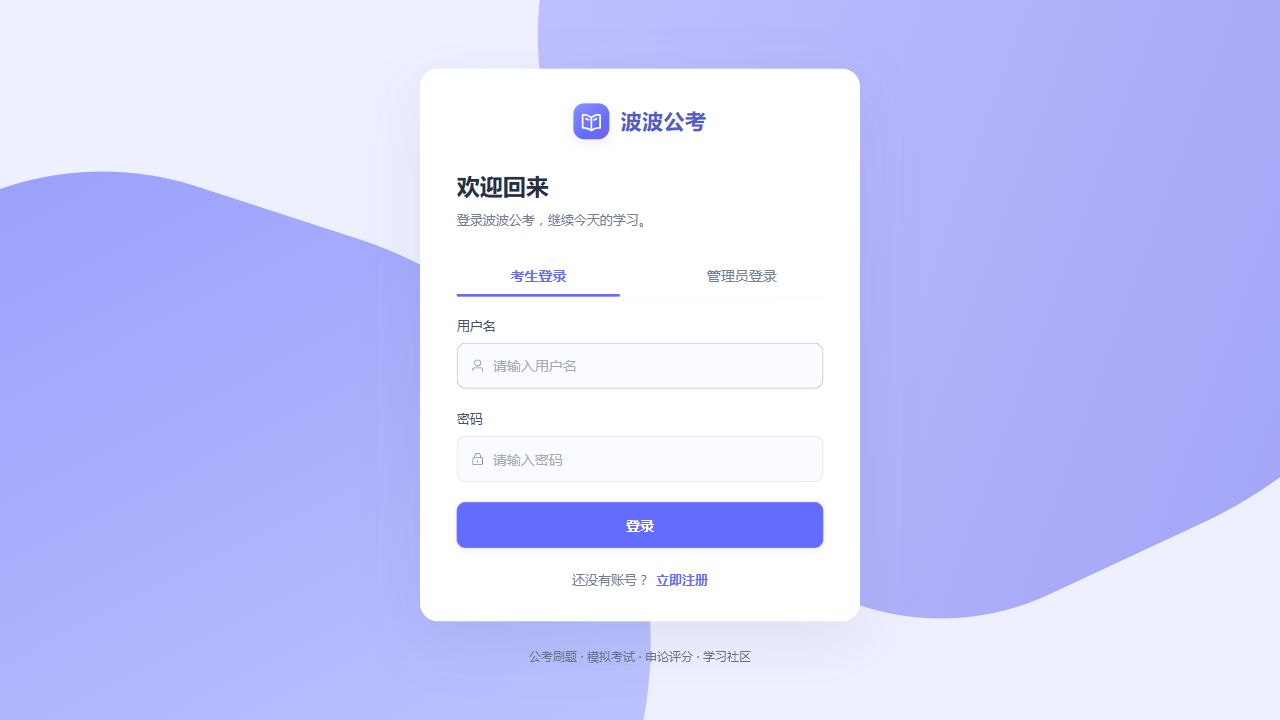 波波公考
欢迎回来
登录波波公考，继续今天的学习。
考生登录 管理员登录
用户名
请输入用户名
密码
请输入密码
登录
还没有账号？ 立即注册
公考刷题 · 模拟考试 · 申论评分 · 学习社区